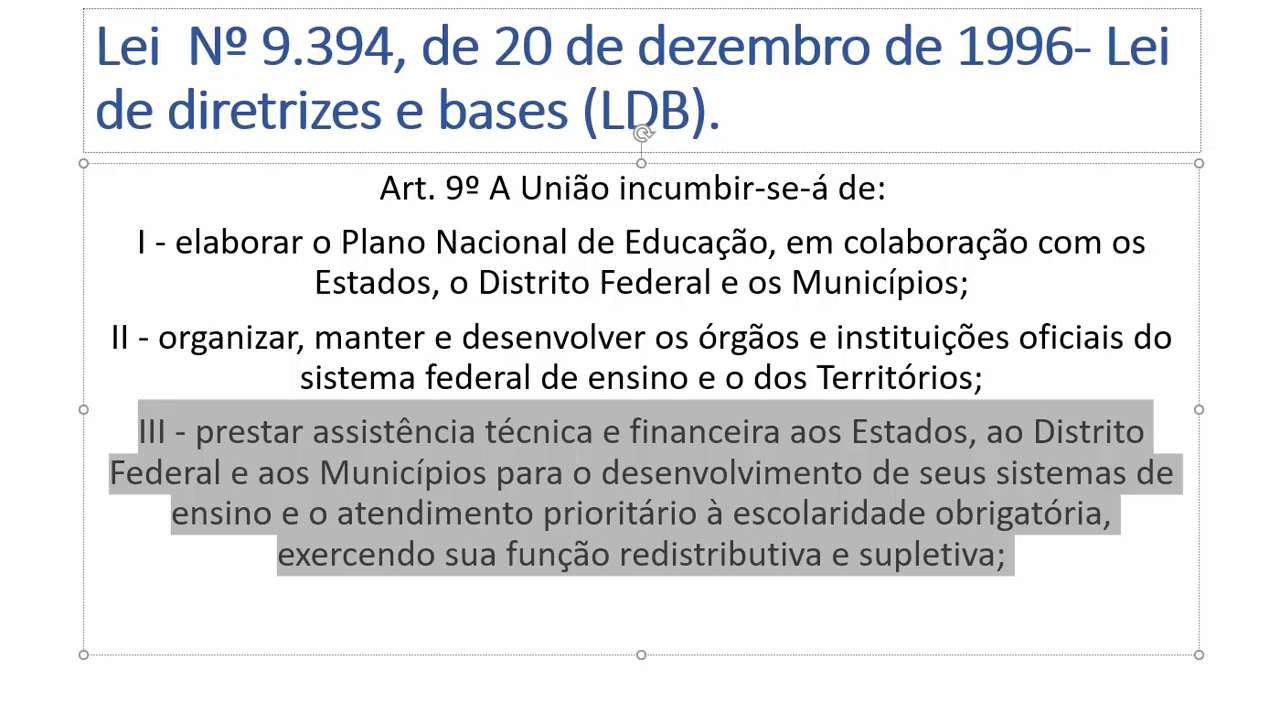 Lei  Nº 9.394, de 20 de dezembro de 1996- Lei
de diretrizes e bases (LDB).
Art. 9º A União incumbir-se-á de:
I - elaborar o Plano Nacional de Educação, em colaboração com os
Estados, o Distrito Federal e os Municípios;
II - organizar, manter e desenvolver os órgãos e instituições oficiais do
sistema federal de ensino e o dos Territórios;
III - prestar assistência técnica e financeira aos Estados, ao Distrito
Federal e aos Municípios para o desenvolvimento de seus sistemas de
ensino e o atendimento prioritário à escolaridade obrigatória,
exercendo sua função redistributiva e supletiva;